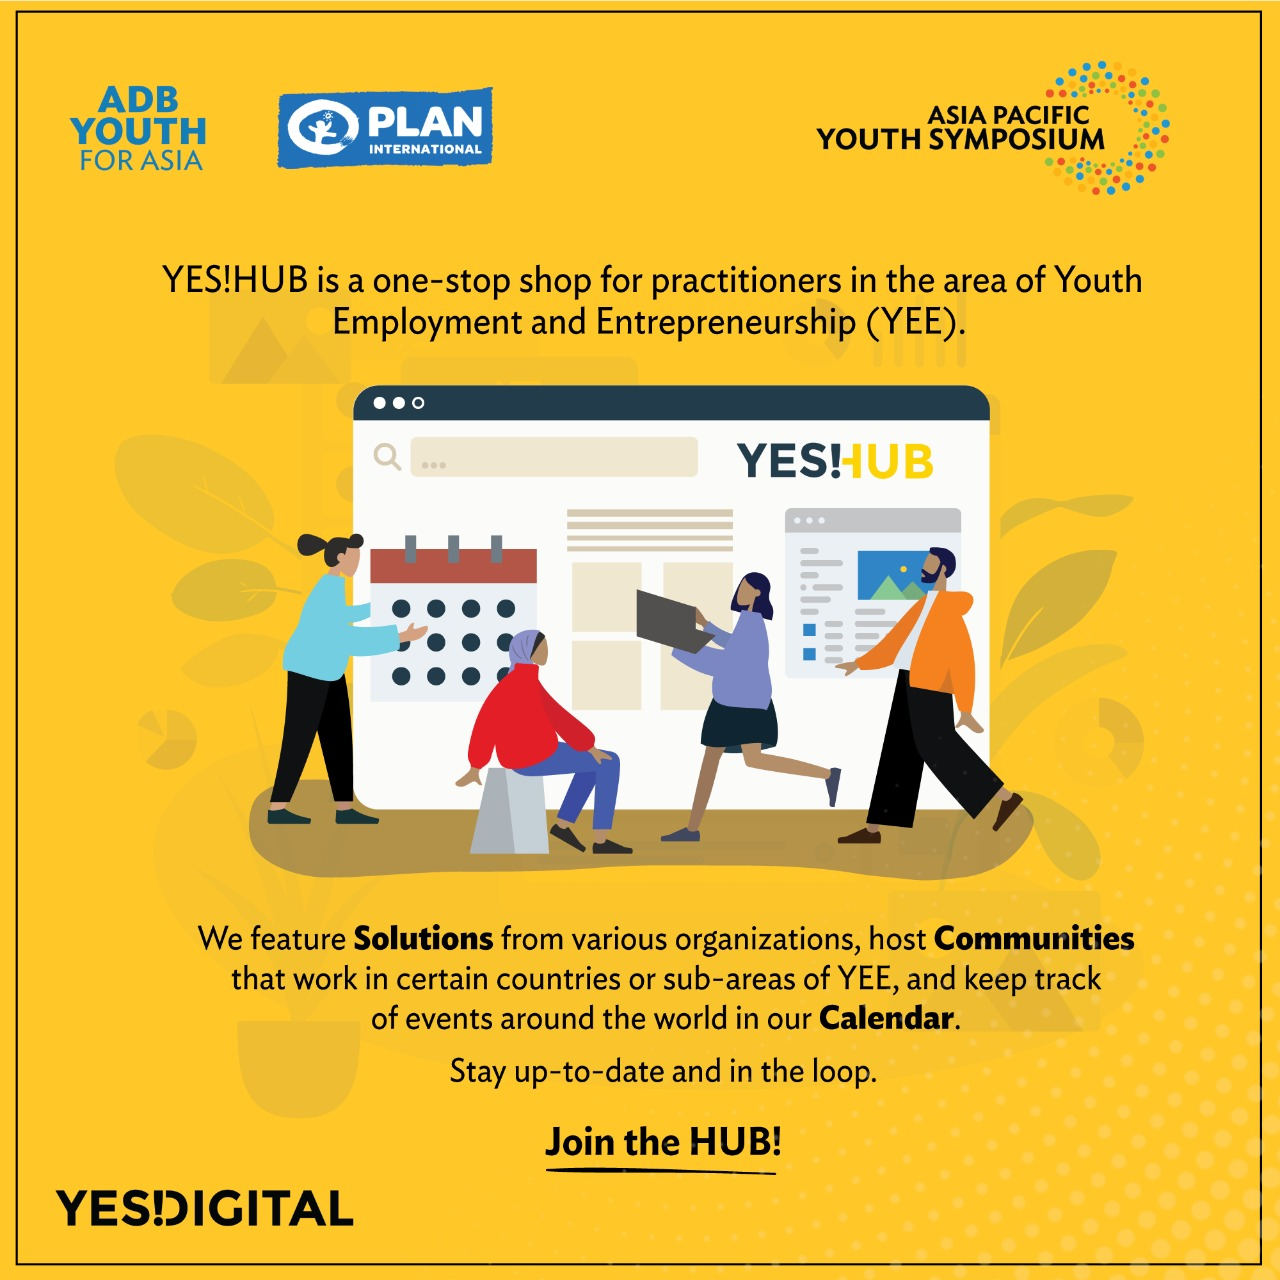 ADB
YOUTH
FOR ASIA
PLAN
INTERNATIONAL
ASIA PACIFIC
YOUTH SYMPOSIUM
YES!HUB is a one-stop shop for practitioners in the area of Youth
Employment and Entrepreneurship (YEE).
...
YES!HUB
We feature Solutions from various organizations, host Communities
that work in certain countries or sub-areas of YEE, and keep track
of events around the world in our Calendar.
Stay up-to-date and in the loop.
Join the HUB!
YES!DIGITAL